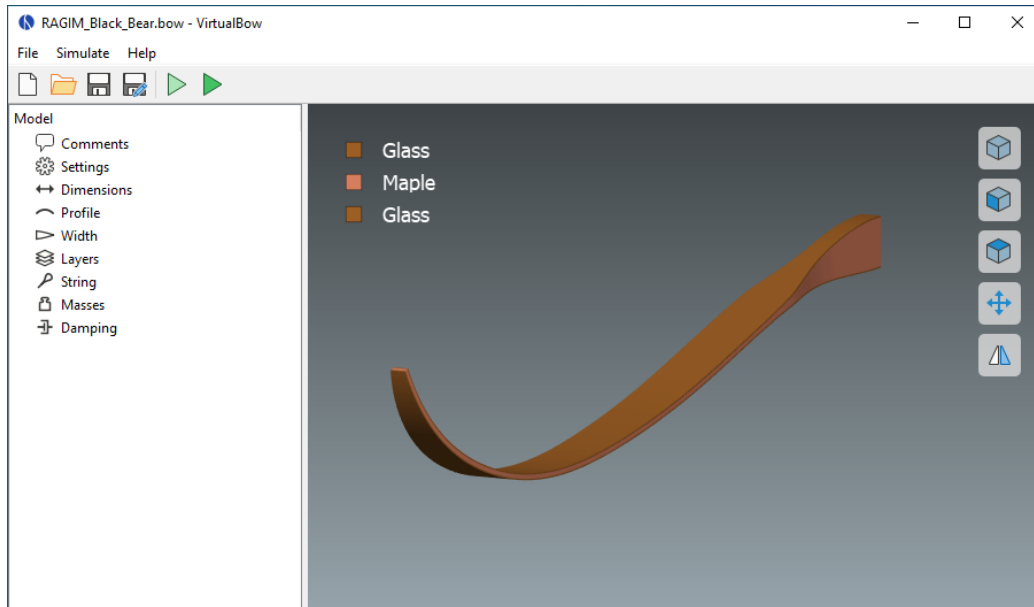 RAGIM_Black_Bear.bow - VirtualBow
File Simulate Help
Model
Comments
Settings
Dimensions
Profile
Width
Layers
String
Masses
Damping
Glass
Maple
Glass